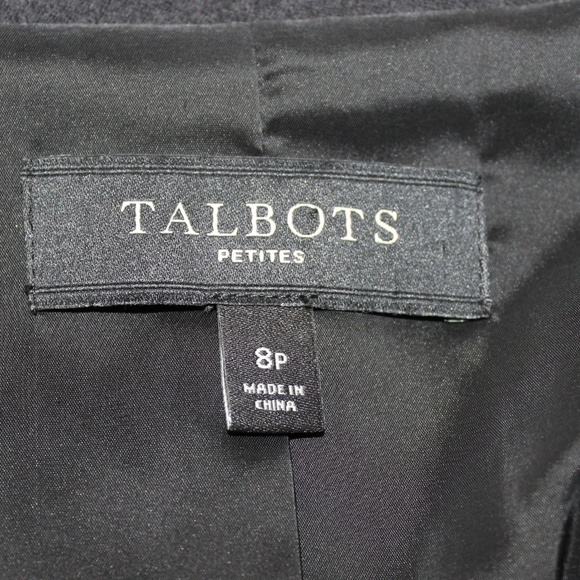 TALBOTS
PETITES
8P
MADE IN
CHINA